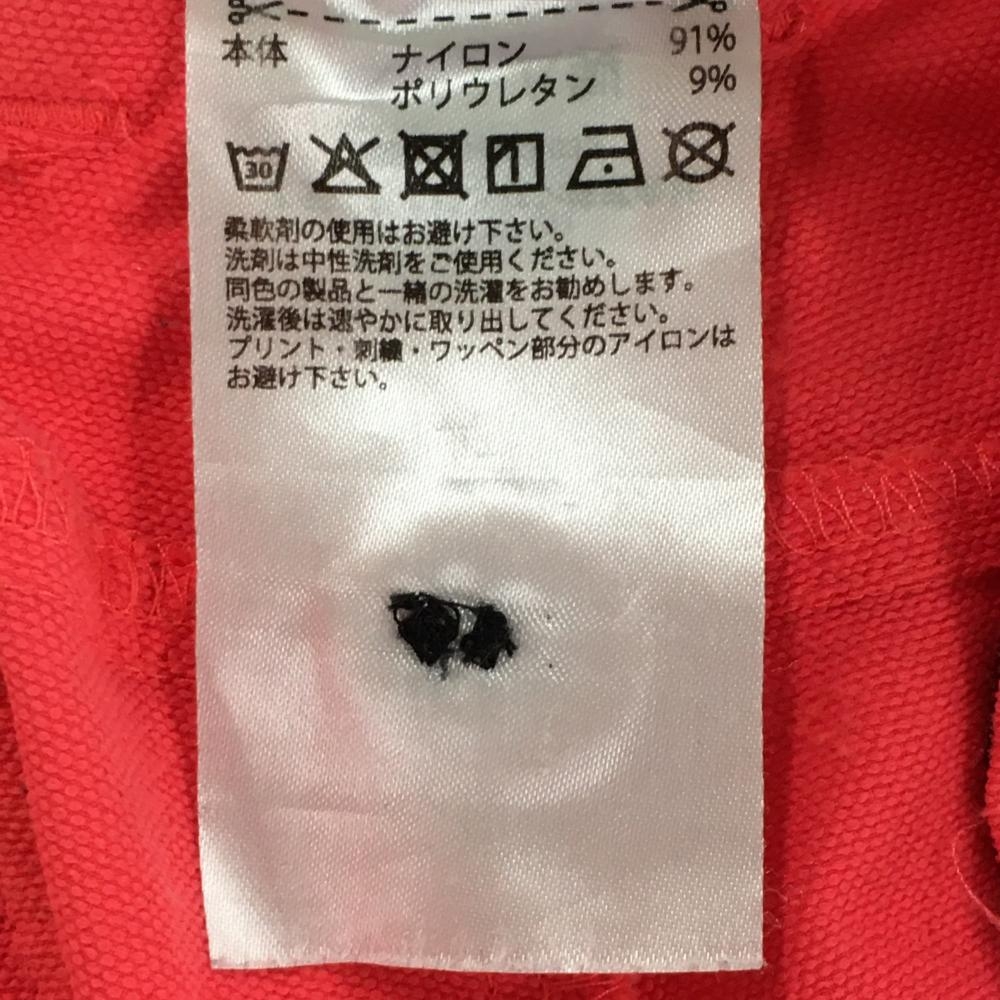 本体 ナイロン 91%
ポリウレタン 9%
30
柔軟剤の使用はお避け下さい。
洗剤は中性洗剤をご使用ください。
同色の製品と一緒の洗濯をお勧めします。
洗濯後は速やかに取り出してください。
プリント・刺繍・ワッペン部分のアイロンは
お避け下さい。